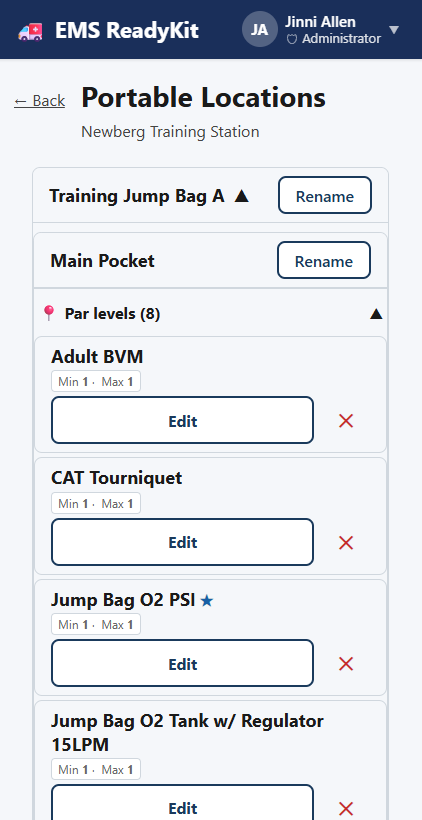 EMS ReadyKit
JA
Jinni Allen
Administrator
← Back
Portable Locations
Newberg Training Station
Training Jump Bag A ▲
Rename
Main Pocket
Rename
Par levels (8)
▲
Adult BVM
Min 1 · Max 1
Edit
×
CAT Tourniquet
Min 1 · Max 1
Edit
×
Jump Bag O2 PSI ★
Min 1 · Max 1
Edit
×
Jump Bag O2 Tank w/ Regulator
15LPM
Min 1 · Max 1
Edit
×